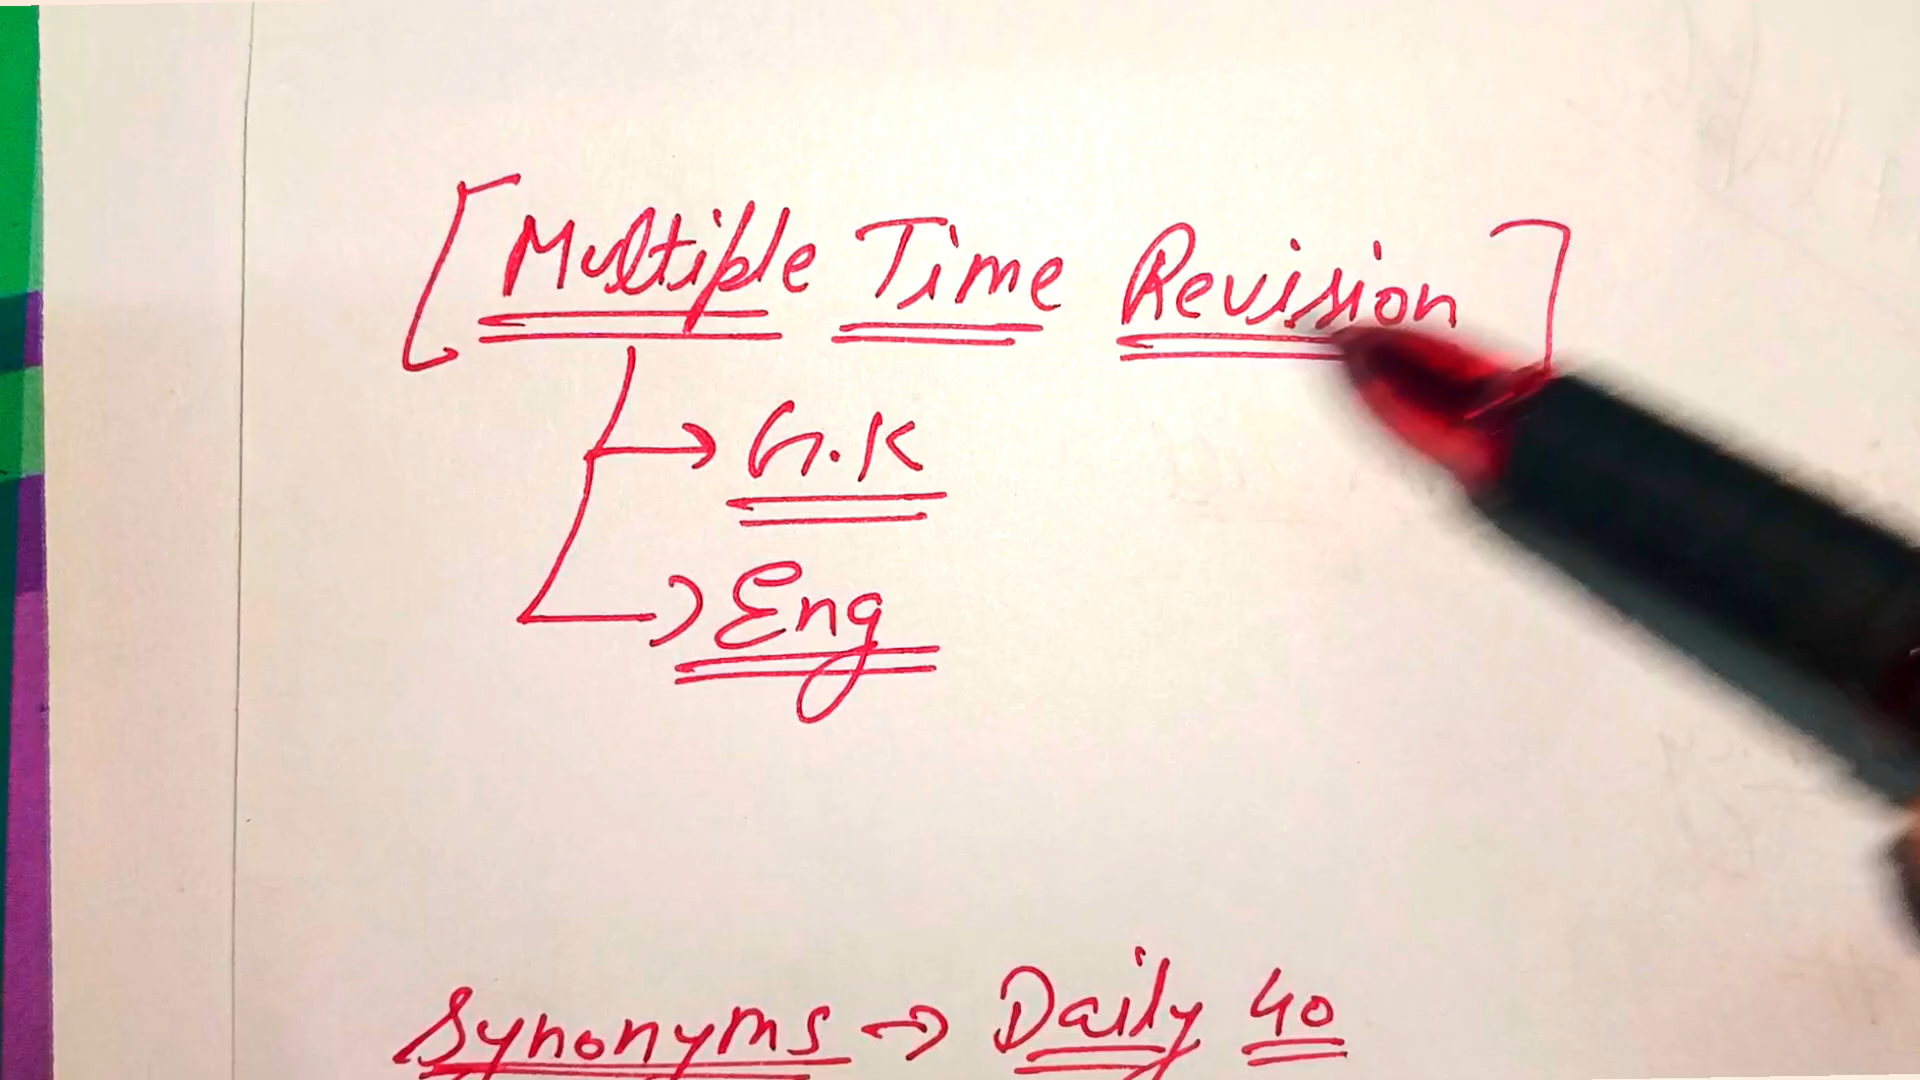 [Multiple Time Revision]
→ G.K
→ Eng
Synonyms → Daily 40